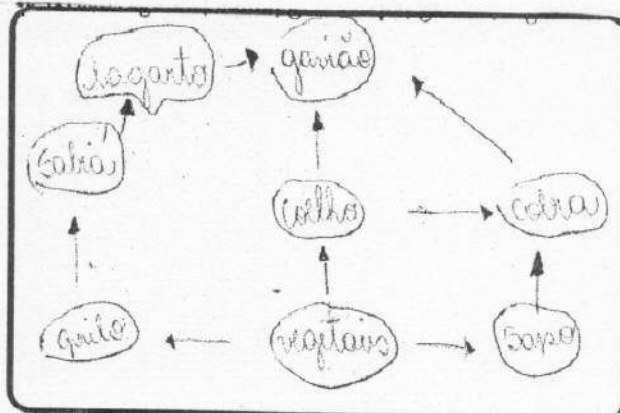 lagarto
gavião
sabiá
coelho
cobra
grilo
vegetais
sapo